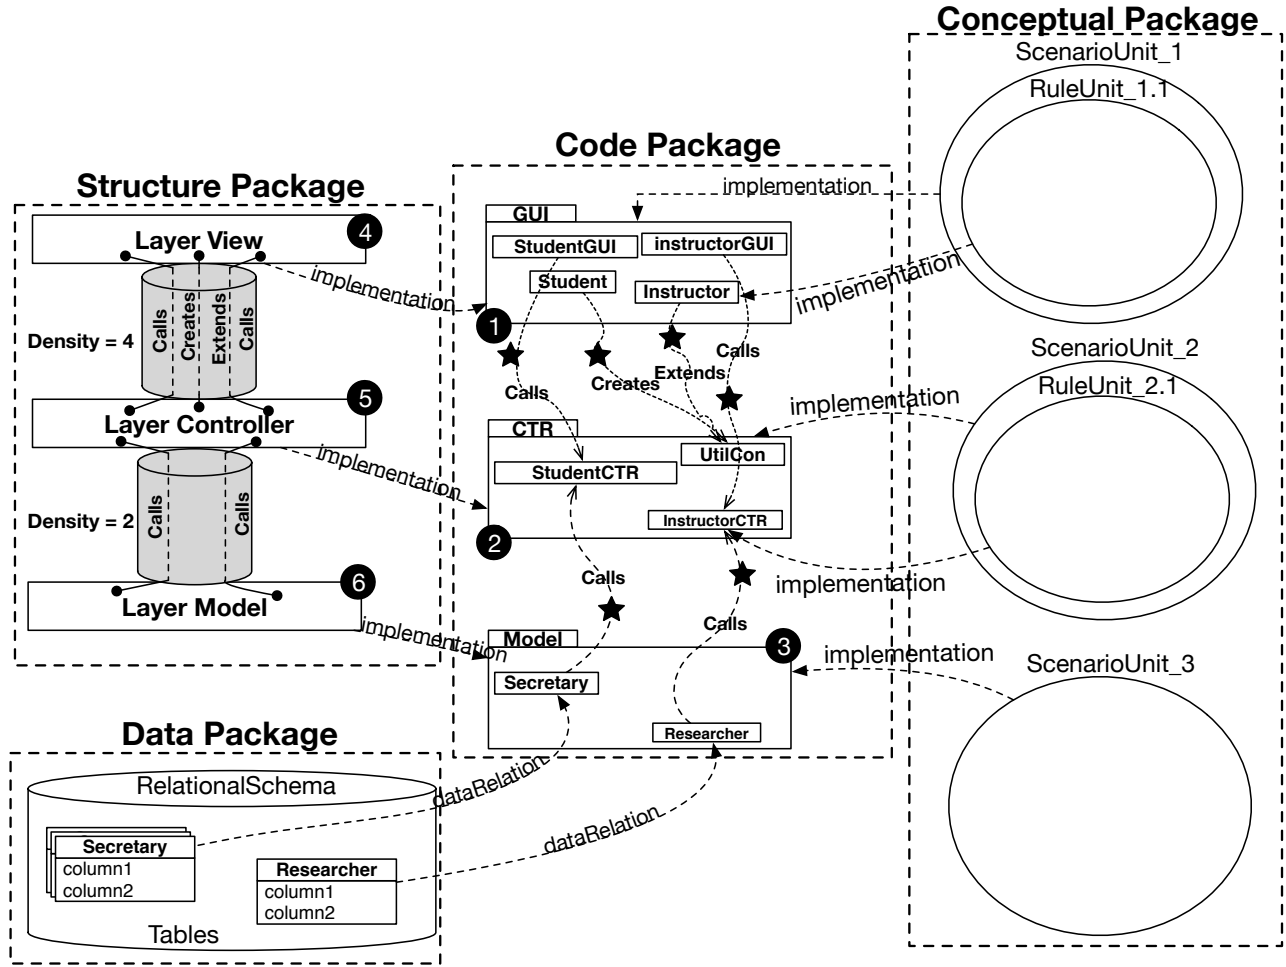 Conceptual Package
ScenarioUnit_1
RuleUnit_1.1
ScenarioUnit_2
RuleUnit_2.1
ScenarioUnit_3
Code Package
implementation
implementation
implementation
implementation
implementation
GUI
StudentGUI
instructorGUI
Student
Instructor
1
Calls
Creates
Extends
Calls
CTR
UtilCon
StudentCTR
InstructorCTR
2
Calls
Calls
Model
3
Secretary
Researcher
Structure Package
4
Layer View
implementation
Calls
Creates
Extends
Calls
Density = 4
5
Layer Controller
implementation
Calls
Calls
Density = 2
6
Layer Model
implementation
Data Package
RelationalSchema
dataRelation
dataRelation
Secretary
column1
column2
Researcher
column1
column2
Tables